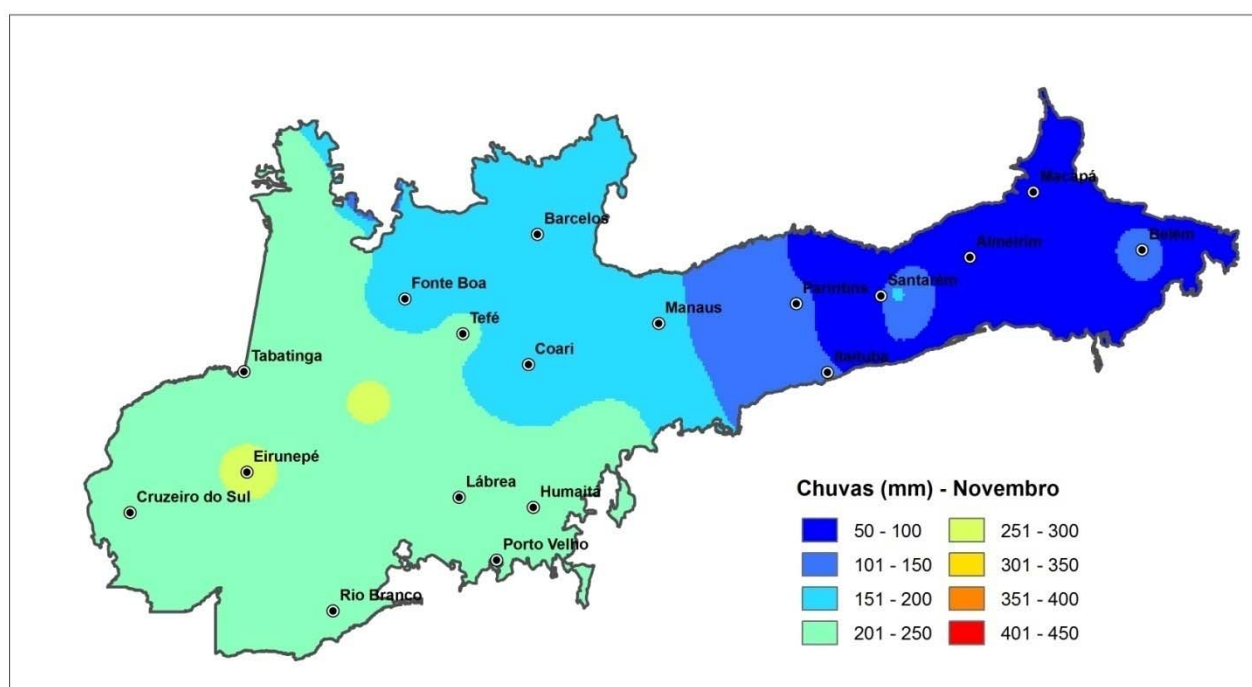 Macapá
Barcelos
Belém
Almeirim
Fonte Boa
Santarém
Parintins
Manaus
Tefé
Coari
Tabatinga
Itaituba
Eirunepé
Lábrea
Cruzeiro do Sul
Humaitá
Porto Velho
Rio Branco
Chuvas (mm) - Novembro
50 - 100
101 - 150
151 - 200
201 - 250
251 - 300
301 - 350
351 - 400
401 - 450